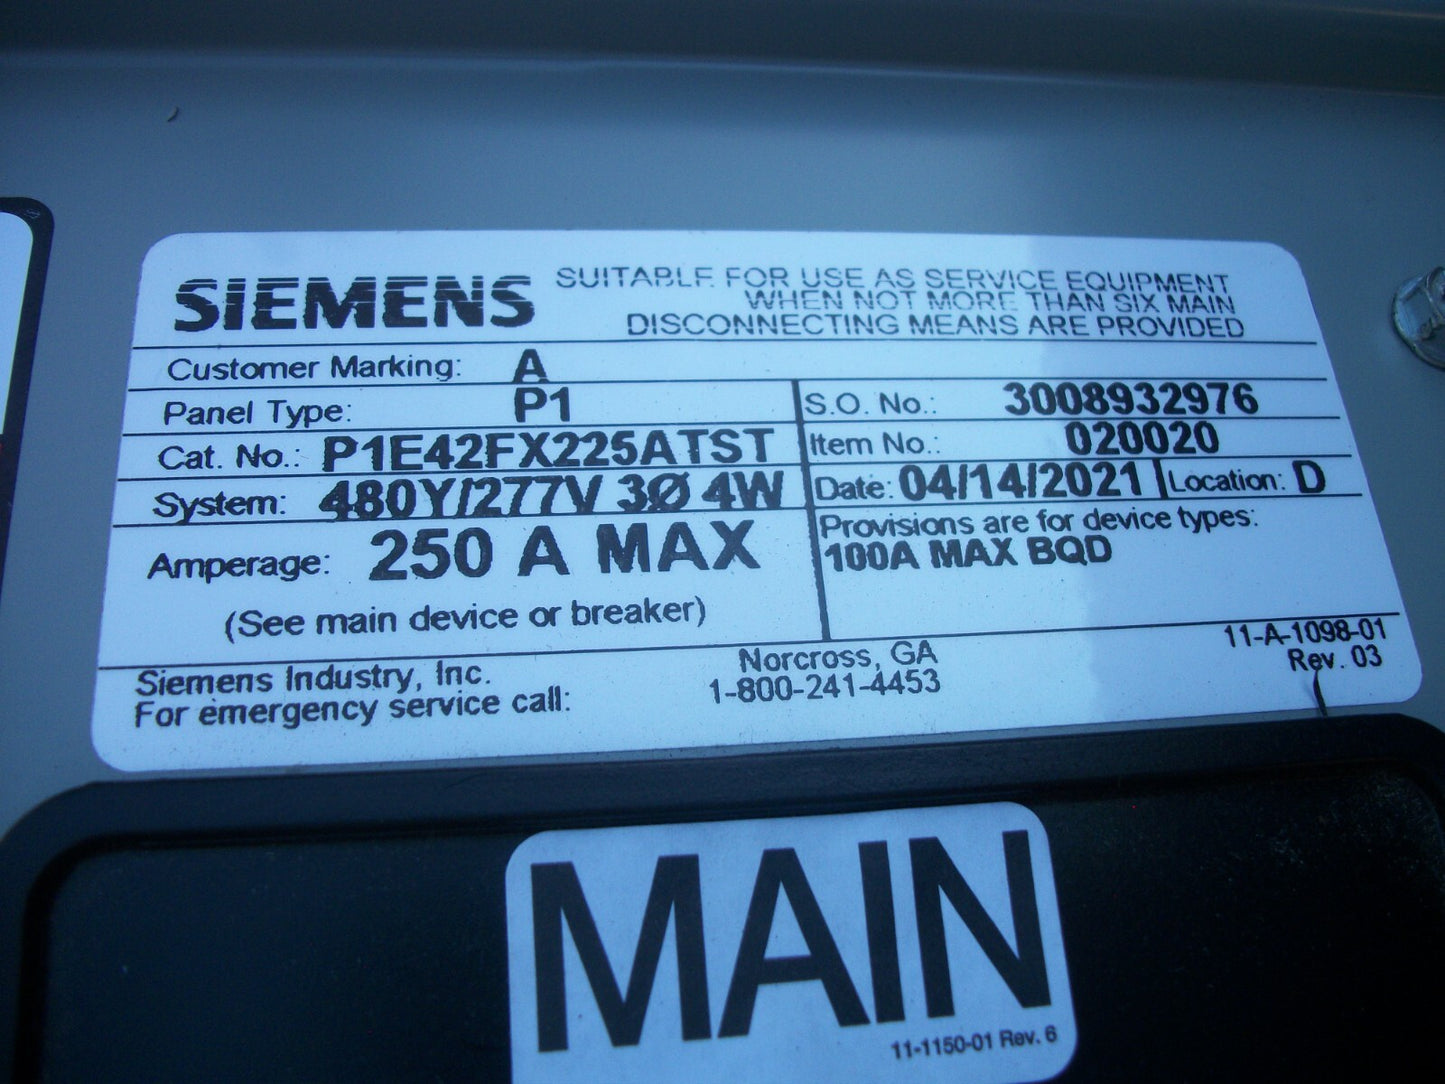 SIEMENS
SUITABLE FOR USE AS SERVICE EQUIPMENT
WHEN NOT MORE THAN SIX MAIN
DISCONNECTING MEANS ARE PROVIDED
Customer Marking: A
Panel Type: P1
S.O. No.: 3008932976
Cat. No.: P1E42FX225ATST
Item No.: 020020
System: 480Y/277V 3Ø 4W
Date: 04/14/2021 Location: D
Amperage: 250 A MAX
(See main device or breaker)
Provisions are for device types:
100A MAX BQD
Siemens Industry, Inc. Norcross, GA
For emergency service call: 1-800-241-4453
11-A-1098-01
Rev. 03
MAIN
11-1150-01 Rev. 6